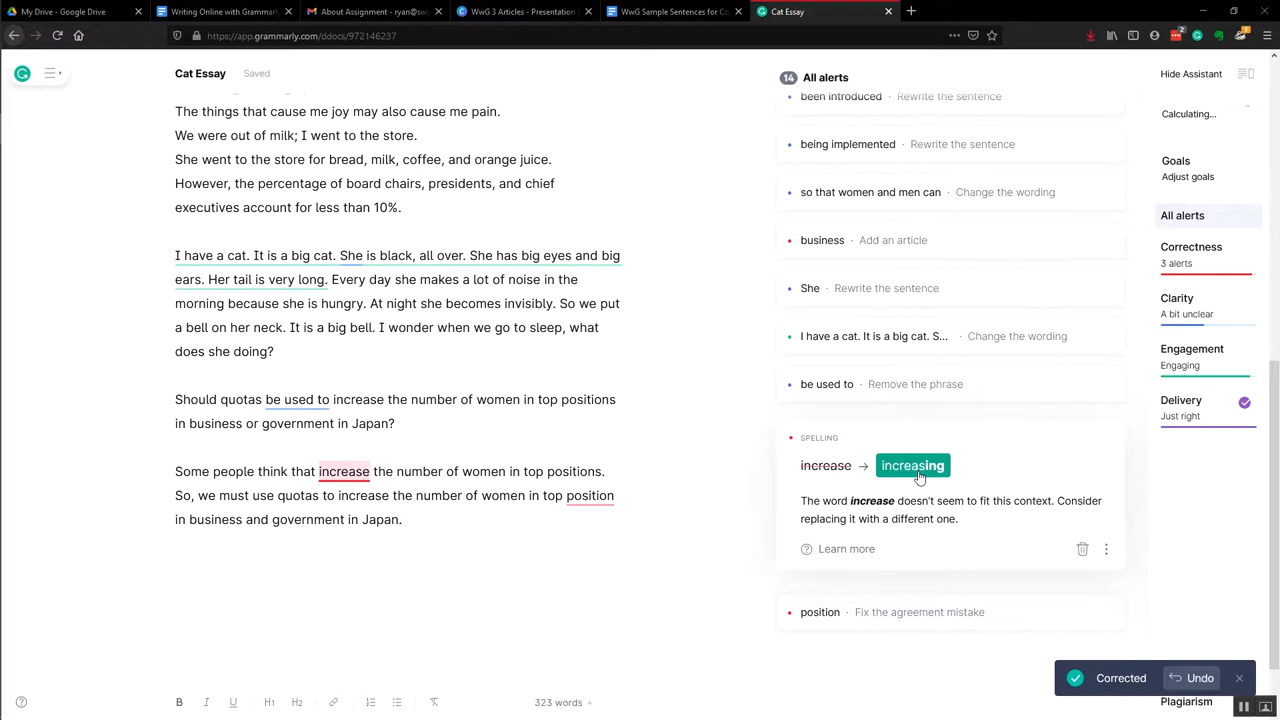 My Drive - Google Drive
Writing Online with Grammarly
About Assignment - ryan@sw
WwG 3 Articles - Presentation
WwG Sample Sentences for Co
Cat Essay
https://app.grammarly.com/ddocs/972146237
Cat Essay
Saved
The things that cause me joy may also cause me pain.
We were out of milk; I went to the store.
She went to the store for bread, milk, coffee, and orange juice.
However, the percentage of board chairs, presidents, and chief
executives account for less than 10%.
I have a cat. It is a big cat. She is black, all over. She has big eyes and big
ears. Her tail is very long. Every day she makes a lot of noise in the
morning because she is hungry. At night she becomes invisibly. So we put
a bell on her neck. It is a big bell. I wonder when we go to sleep, what
does she doing?
Should quotas be used to increase the number of women in top positions
in business or government in Japan?
Some people think that increase the number of women in top positions.
So, we must use quotas to increase the number of women in top position
in business and government in Japan.
B I U H1 H2
323 words
14 All alerts
been introduced · Rewrite the sentence
being implemented · Rewrite the sentence
so that women and men can · Change the wording
business · Add an article
She · Rewrite the sentence
I have a cat. It is a big cat. S... · Change the wording
be used to · Remove the phrase
SPELLING
increase → increasing
The word increase doesn't seem to fit this context. Consider
replacing it with a different one.
Learn more
position · Fix the agreement mistake
Hide Assistant
Calculating...
Goals
Adjust goals
All alerts
Correctness
3 alerts
Clarity
A bit unclear
Engagement
Engaging
Delivery
Just right
Corrected Undo
Plagiarism